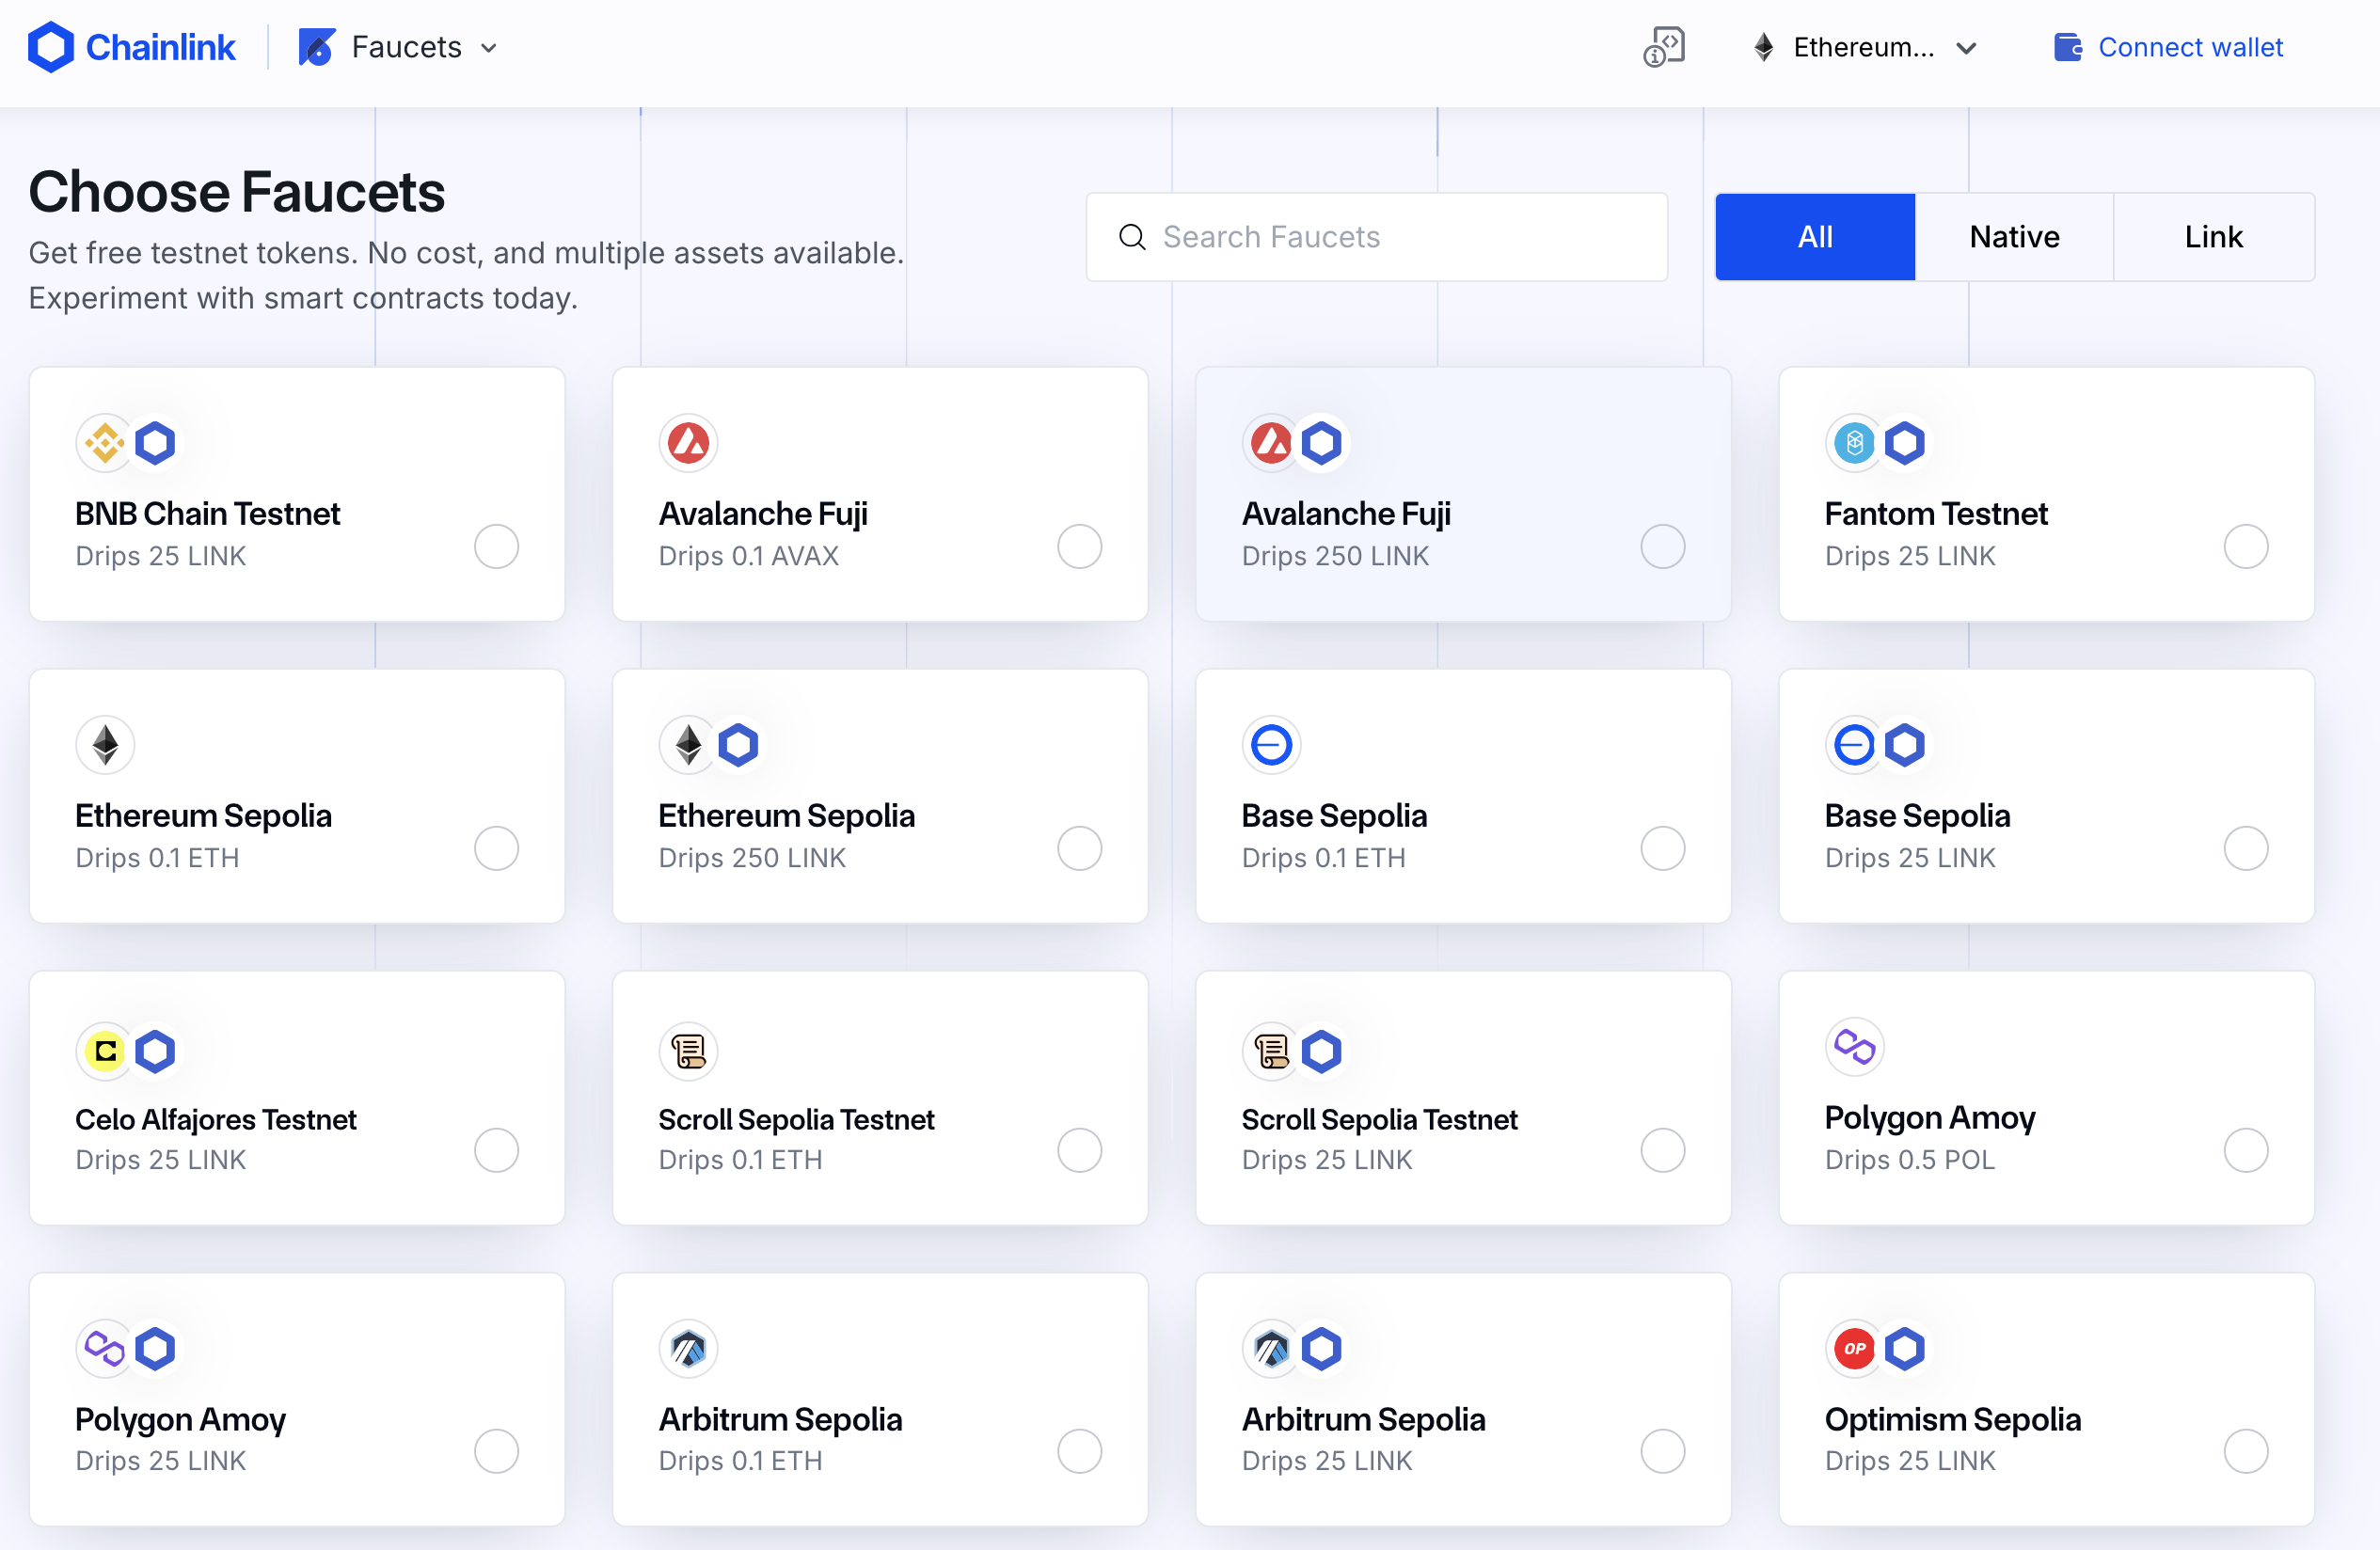 Chainlink
Faucets
Ethereum...
Connect wallet
Choose Faucets
Get free testnet tokens. No cost, and multiple assets available.
Experiment with smart contracts today.
Search Faucets
All
Native
Link
BNB Chain Testnet
Drips 25 LINK
Avalanche Fuji
Drips 0.1 AVAX
Avalanche Fuji
Drips 250 LINK
Fantom Testnet
Drips 25 LINK
Ethereum Sepolia
Drips 0.1 ETH
Ethereum Sepolia
Drips 250 LINK
Base Sepolia
Drips 0.1 ETH
Base Sepolia
Drips 25 LINK
Celo Alfajores Testnet
Drips 25 LINK
Scroll Sepolia Testnet
Drips 0.1 ETH
Scroll Sepolia Testnet
Drips 25 LINK
Polygon Amoy
Drips 0.5 POL
Polygon Amoy
Drips 25 LINK
Arbitrum Sepolia
Drips 0.1 ETH
Arbitrum Sepolia
Drips 25 LINK
OP
Optimism Sepolia
Drips 25 LINK